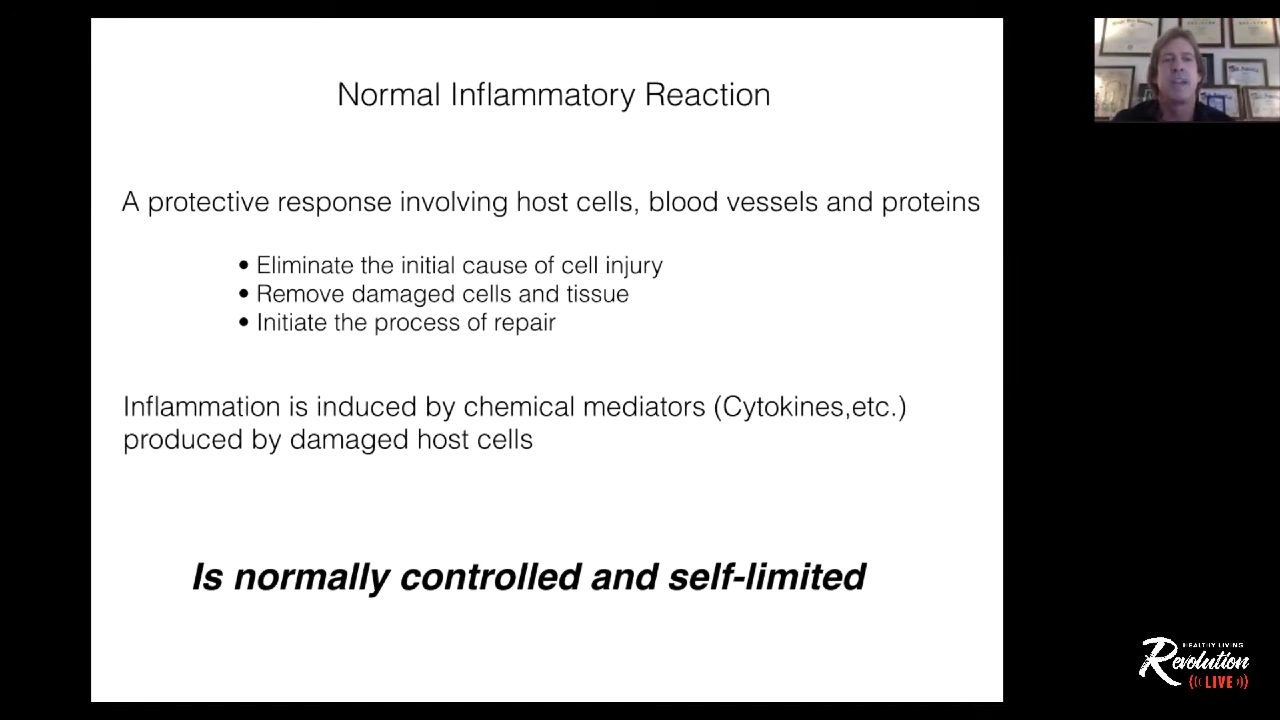 Normal Inflammatory Reaction
A protective response involving host cells, blood vessels and proteins
• Eliminate the initial cause of cell injury
• Remove damaged cells and tissue
• Initiate the process of repair
Inflammation is induced by chemical mediators (Cytokines,etc.)
produced by damaged host cells
Is normally controlled and self-limited
HEALTHY LIVING
Revolution
LIVE